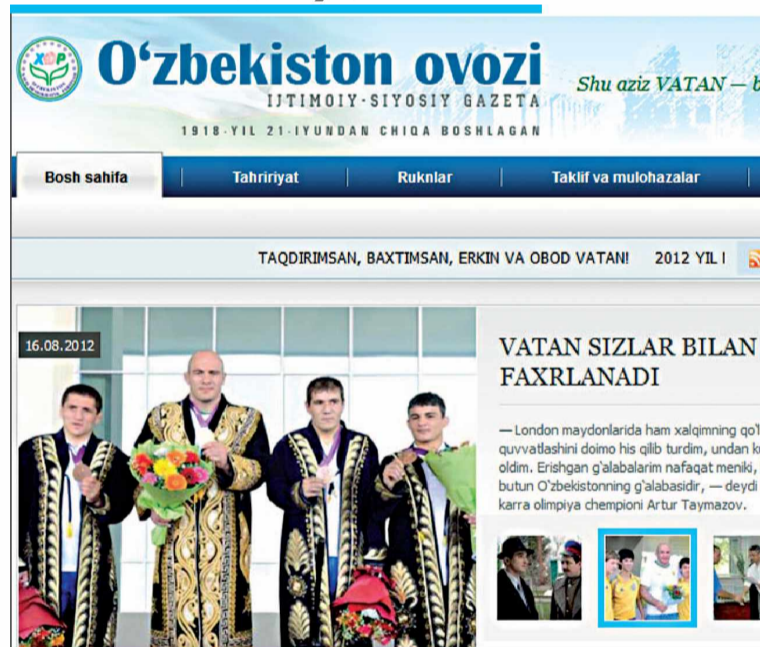 XDP
O‘zbekiston ovozi
IJTIMOIY-SIYOSIY GAZETA
1918-YIL 21-IYUNDAN CHIQA BOSHLAGAN
Shu aziz VATAN — b
Bosh sahifa
Tahririyat
Ruknlar
Taklif va mulohazalar
TAQDIRIMSAN, BAXTIMSAN, ERKIN VA OBOD VATAN! 2012 YIL
16.08.2012
VATAN SIZLAR BILAN
FAXRLANADI
— London maydonlarida ham xalqimning qo‘l
quvvatlashini doimo his qilib turdim, undan k
oldim. Erishgan g‘alabalarim nafaqat meniki,
butun O‘zbekistonning g‘alabasidir, — deydi
karra olimpiya chempioni Artur Taymazov.